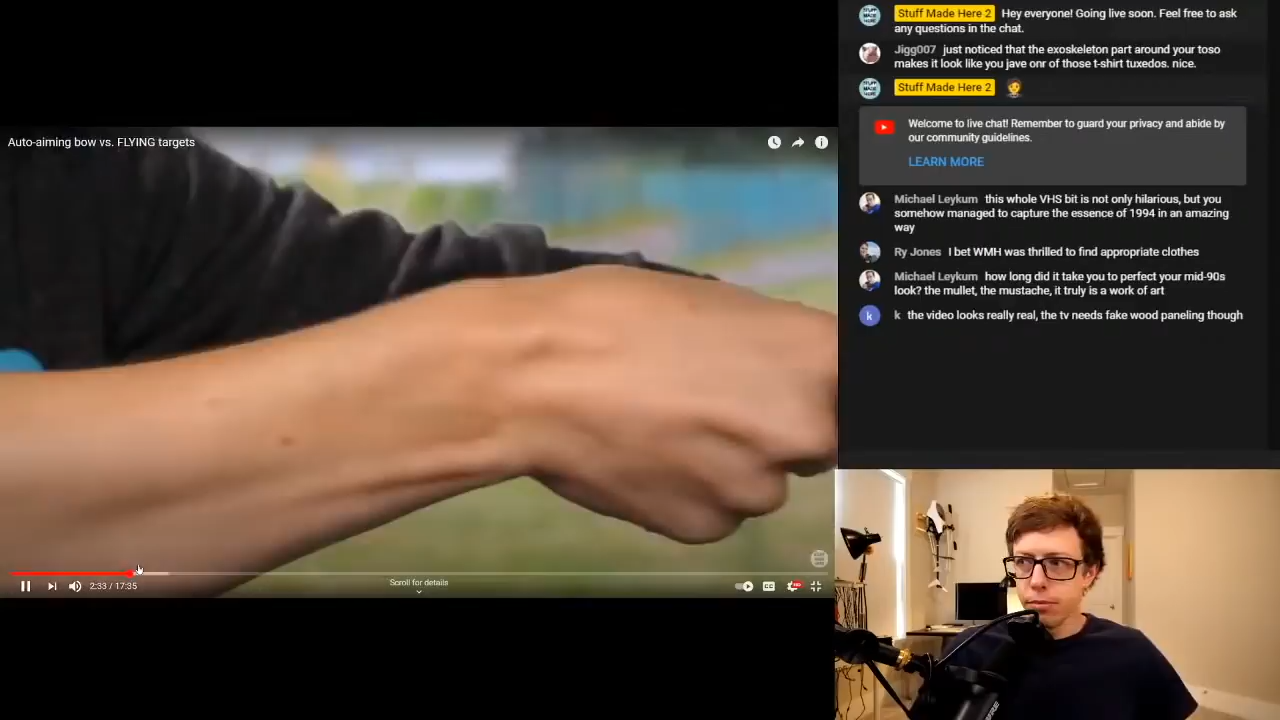 Auto-aiming bow vs. FLYING targets
2:33 / 17:35
Scroll for details
CC
Stuff Made Here 2 Hey everyone! Going live soon. Feel free to ask
any questions in the chat.
Jigg007 just noticed that the exoskeleton part around your toso
makes it look like you jave onr of those t-shirt tuxedos. nice.
Stuff Made Here 2
Welcome to live chat! Remember to guard your privacy and abide by
our community guidelines.
LEARN MORE
Michael Leykum this whole VHS bit is not only hilarious, but you
somehow managed to capture the essence of 1994 in an amazing
way
Ry Jones I bet WMH was thrilled to find appropriate clothes
Michael Leykum how long did it take you to perfect your mid-90s
look? the mullet, the mustache, it truly is a work of art
k k the video looks really real, the tv needs fake wood paneling though